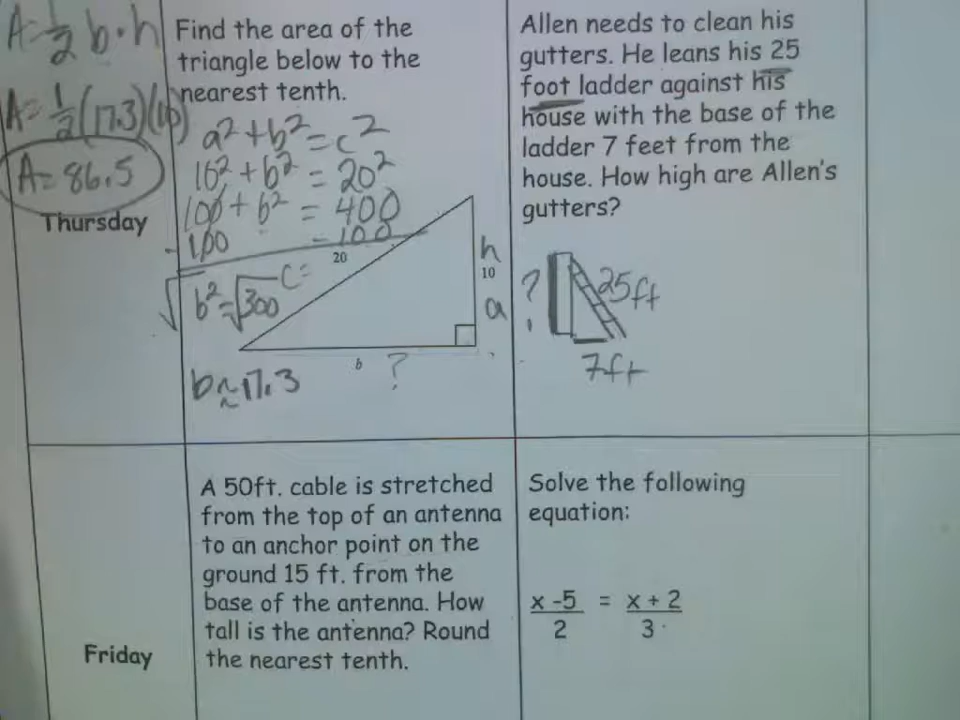 A=1/2 b·h
A=1/2(17.3)(10)
A=86.5
Thursday
Find the area of the
triangle below to the
nearest tenth.
a²+b²=c²
10²+b²=20²
100+b²=400
-100 -100
√b²=√300
b≈17.3
c=
20
h
10
a
b
?
Allen needs to clean his
gutters. He leans his 25
foot ladder against his
house with the base of the
ladder 7 feet from the
house. How high are Allen's
gutters?
?
25ft
7ft
Friday
A 50ft. cable is stretched
from the top of an antenna
to an anchor point on the
ground 15 ft. from the
base of the antenna. How
tall is the antenna? Round
the nearest tenth.
Solve the following
equation:
x -5 = x + 2
2 3